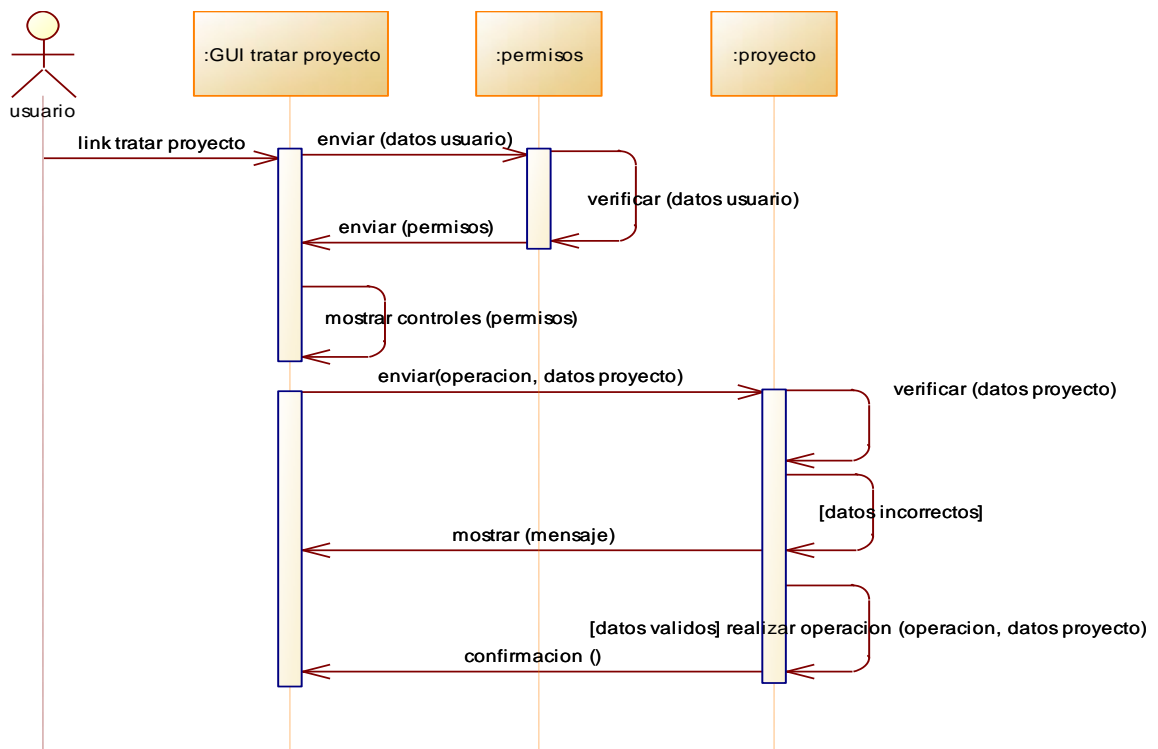 :GUI tratar proyecto
:permisos
:proyecto
usuario
link tratar proyecto
enviar (datos usuario)
verificar (datos usuario)
enviar (permisos)
mostrar controles (permisos)
enviar(operacion, datos proyecto)
verificar (datos proyecto)
[datos incorrectos]
mostrar (mensaje)
[datos validos] realizar operacion (operacion, datos proyecto)
confirmacion ()